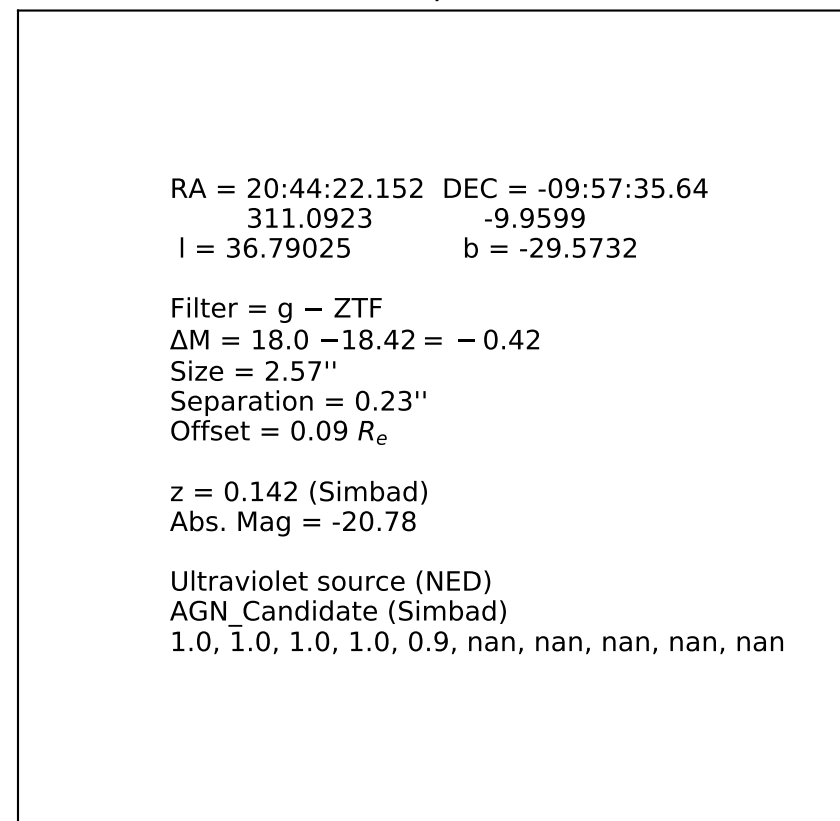 RA = 20:44:22.152 DEC = -09:57:35.64
311.0923 -9.9599
l = 36.79025 b = -29.5732
Filter = g − ZTF
ΔM = 18.0 −18.42 = − 0.42
Size = 2.57''
Separation = 0.23''
Offset = 0.09 Re
z = 0.142 (Simbad)
Abs. Mag = -20.78
Ultraviolet source (NED)
AGN_Candidate (Simbad)
1.0, 1.0, 1.0, 1.0, 0.9, nan, nan, nan, nan, nan